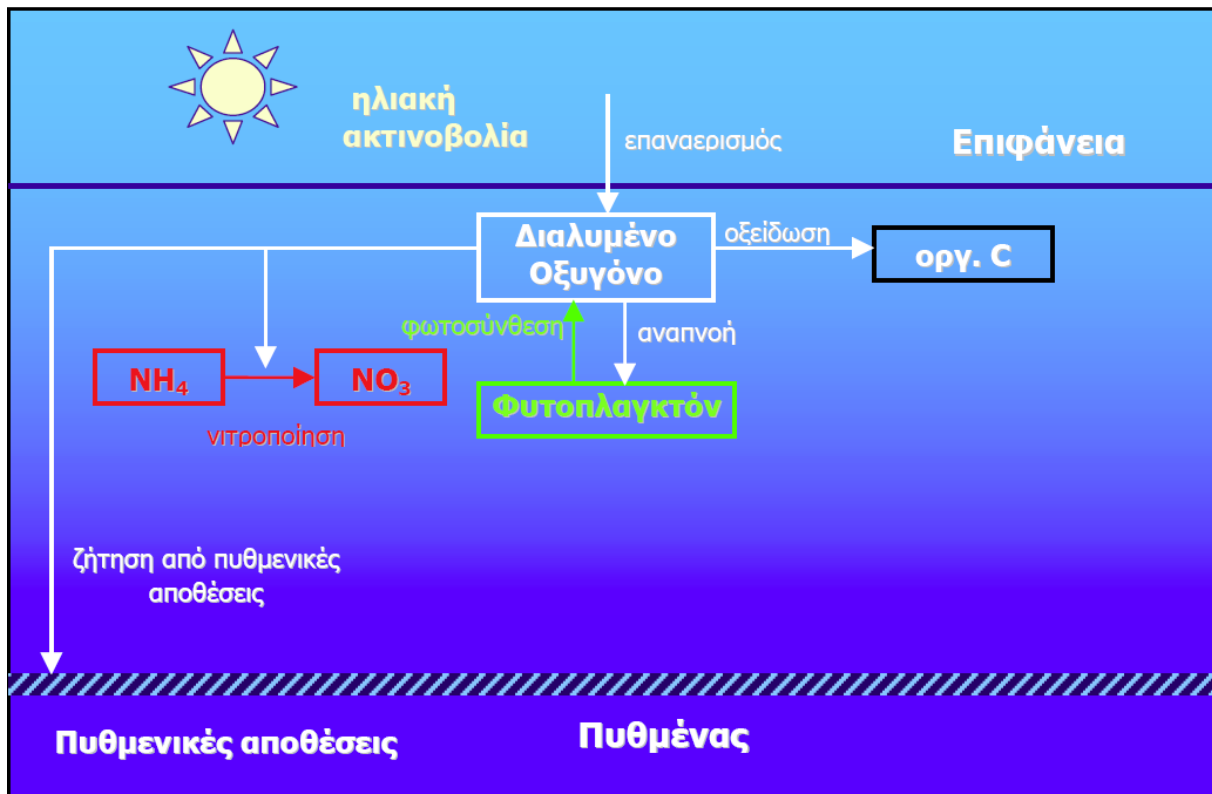 ηλιακή
ακτινοβολία
επαναερισμός
Επιφάνεια
Διαλυμένο
Οξυγόνο
οξείδωση
οργ. C
φωτοσύνθεση
αναπνοή
NH₄
NO₃
Φυτοπλαγκτόν
νιτροποίηση
ζήτηση από πυθμενικές
αποθέσεις
Πυθμενικές αποθέσεις
Πυθμένας